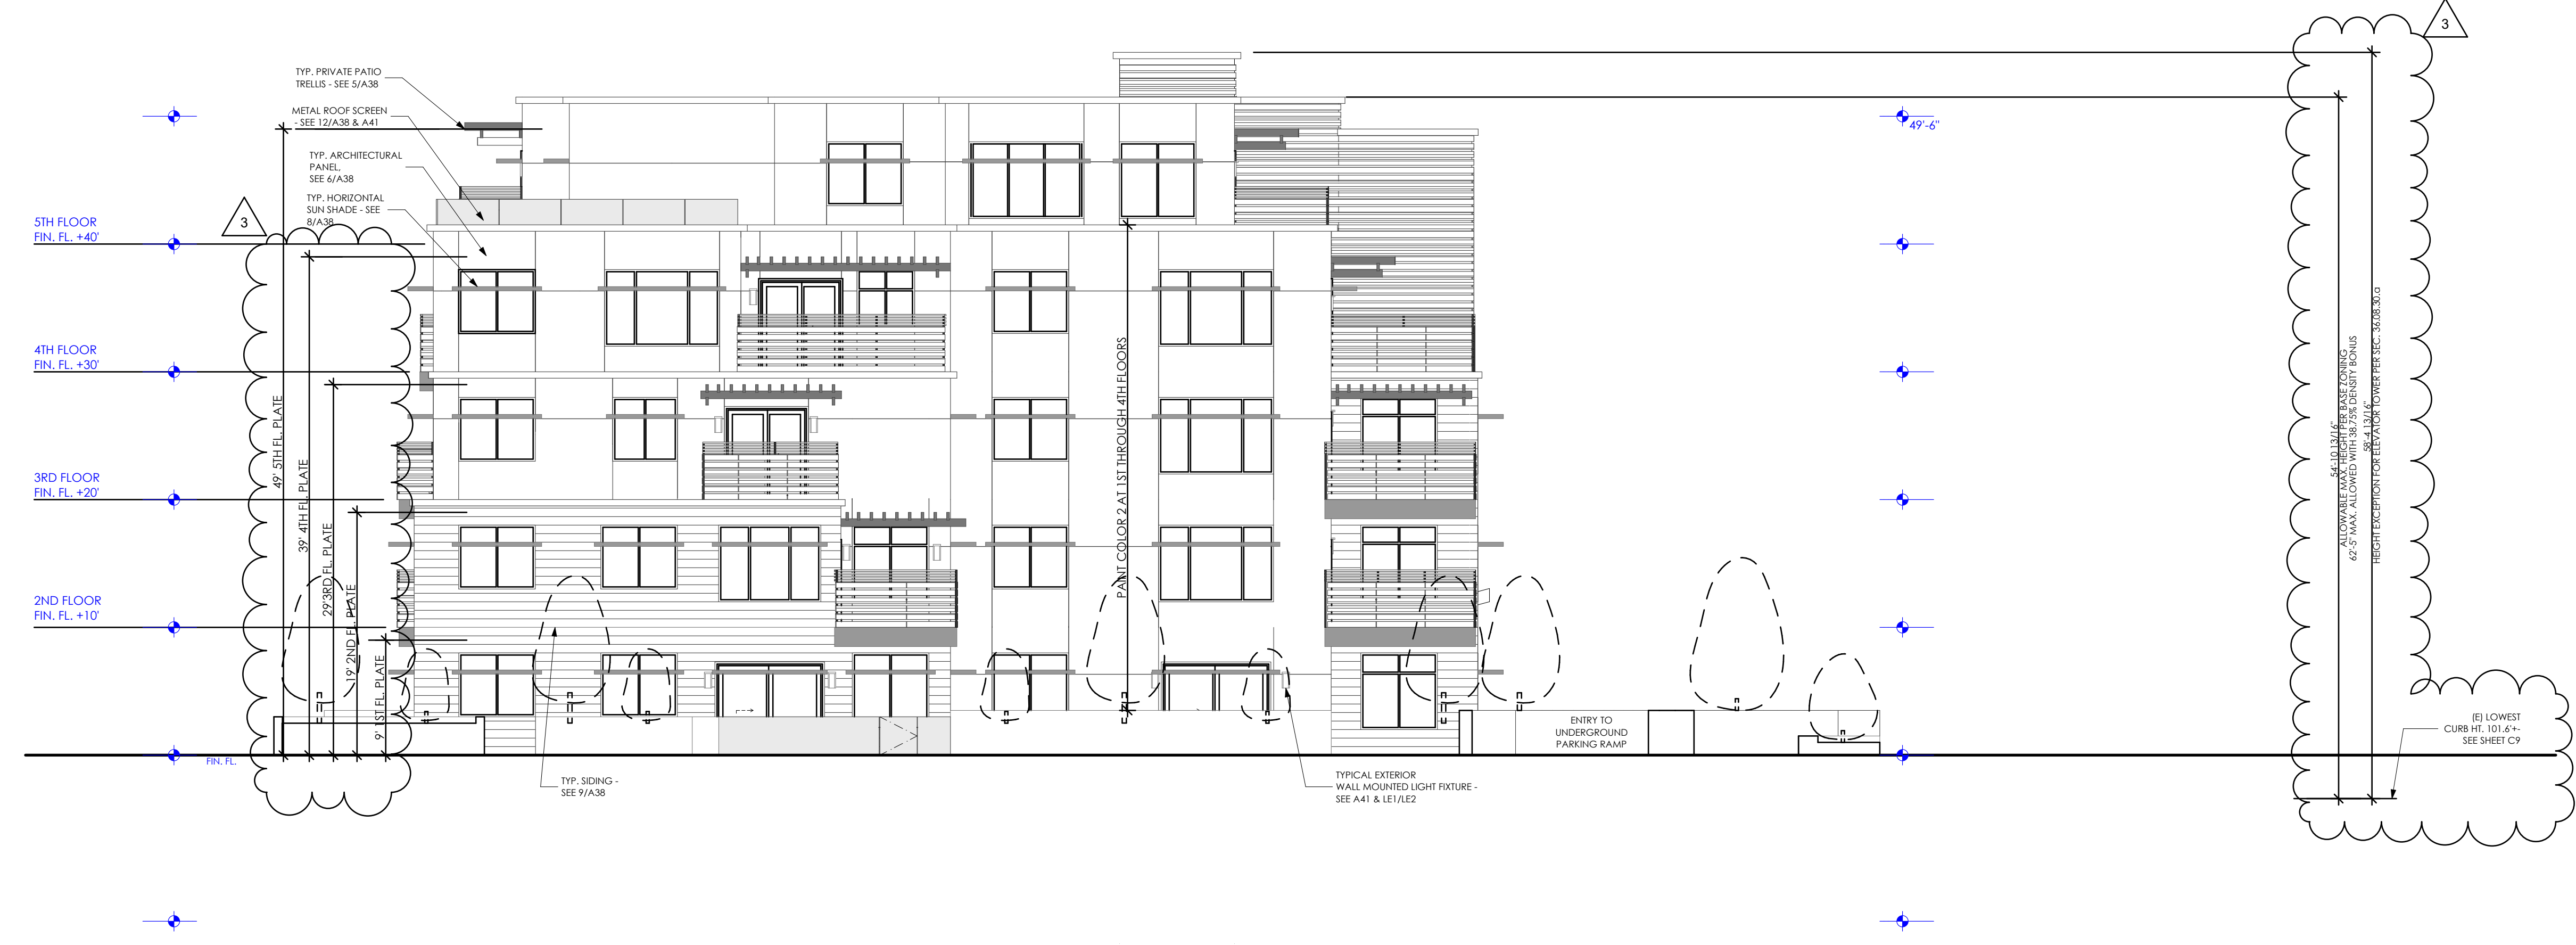 3
TYP. PRIVATE PATIO
TRELLIS - SEE 5/A38
METAL ROOF SCREEN
- SEE 12/A38 & A41
49'-6"
TYP. ARCHITECTURAL
PANEL,
SEE 6/A38
TYP. HORIZONTAL
SUN SHADE - SEE
8/A38
3
5TH FLOOR
FIN. FL. +40'
4TH FLOOR
FIN. FL. +30'
3RD FLOOR
FIN. FL. +20'
2ND FLOOR
FIN. FL. +10'
FIN. FL.
49' 5TH FL. PLATE
39' 4TH FL. PLATE
29'3RD FL. PLATE
19' 2ND FL. PLATE
9' 1ST FL. PLATE
PAINT COLOR 2 AT 1ST THROUGH 4TH FLOORS
54'-10 13/16"
ALLOWABLE MAX. HEIGHT PER BASE ZONING
62'-5" MAX. ALLOWED WITH 38.75% DENSITY BONUS
58'-4 13/16"
HEIGHT EXCEPTION FOR ELEVATOR TOWER PER SEC. 36.08.30.a
ENTRY TO
UNDERGROUND
PARKING RAMP
(E) LOWEST
CURB HT. 101.6'+-
SEE SHEET C9
TYP. SIDING -
SEE 9/A38
TYPICAL EXTERIOR
WALL MOUNTED LIGHT FIXTURE -
SEE A41 & LE1/LE2